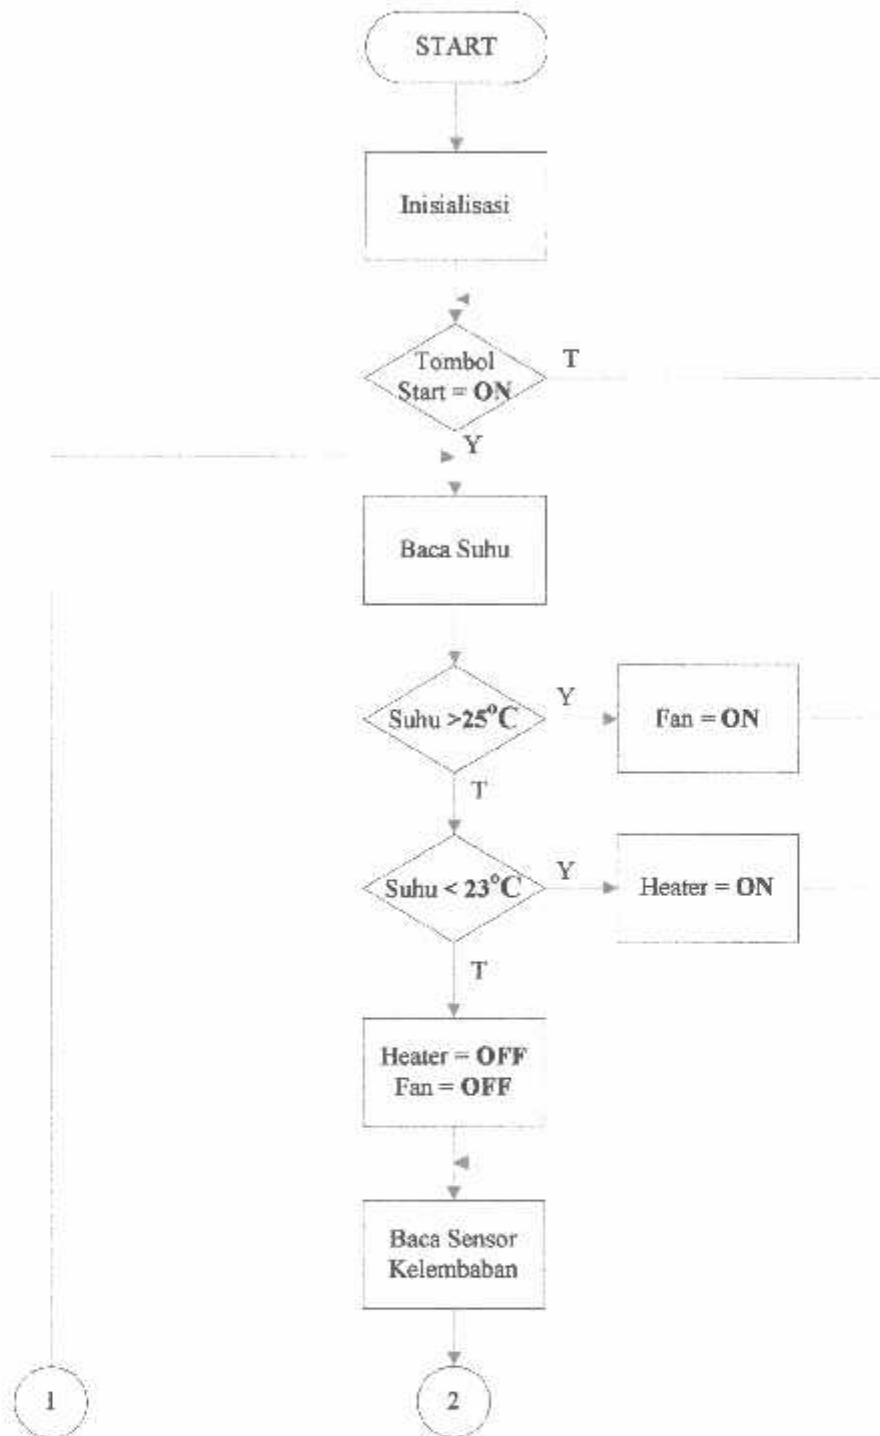 START
Inisialisasi
Tombol
Start = ON
T
Y
Baca Suhu
Suhu >25°C
Y
Fan = ON
T
Suhu < 23°C
Y
Heater = ON
T
Heater = OFF
Fan = OFF
Baca Sensor
Kelembaban
1
2